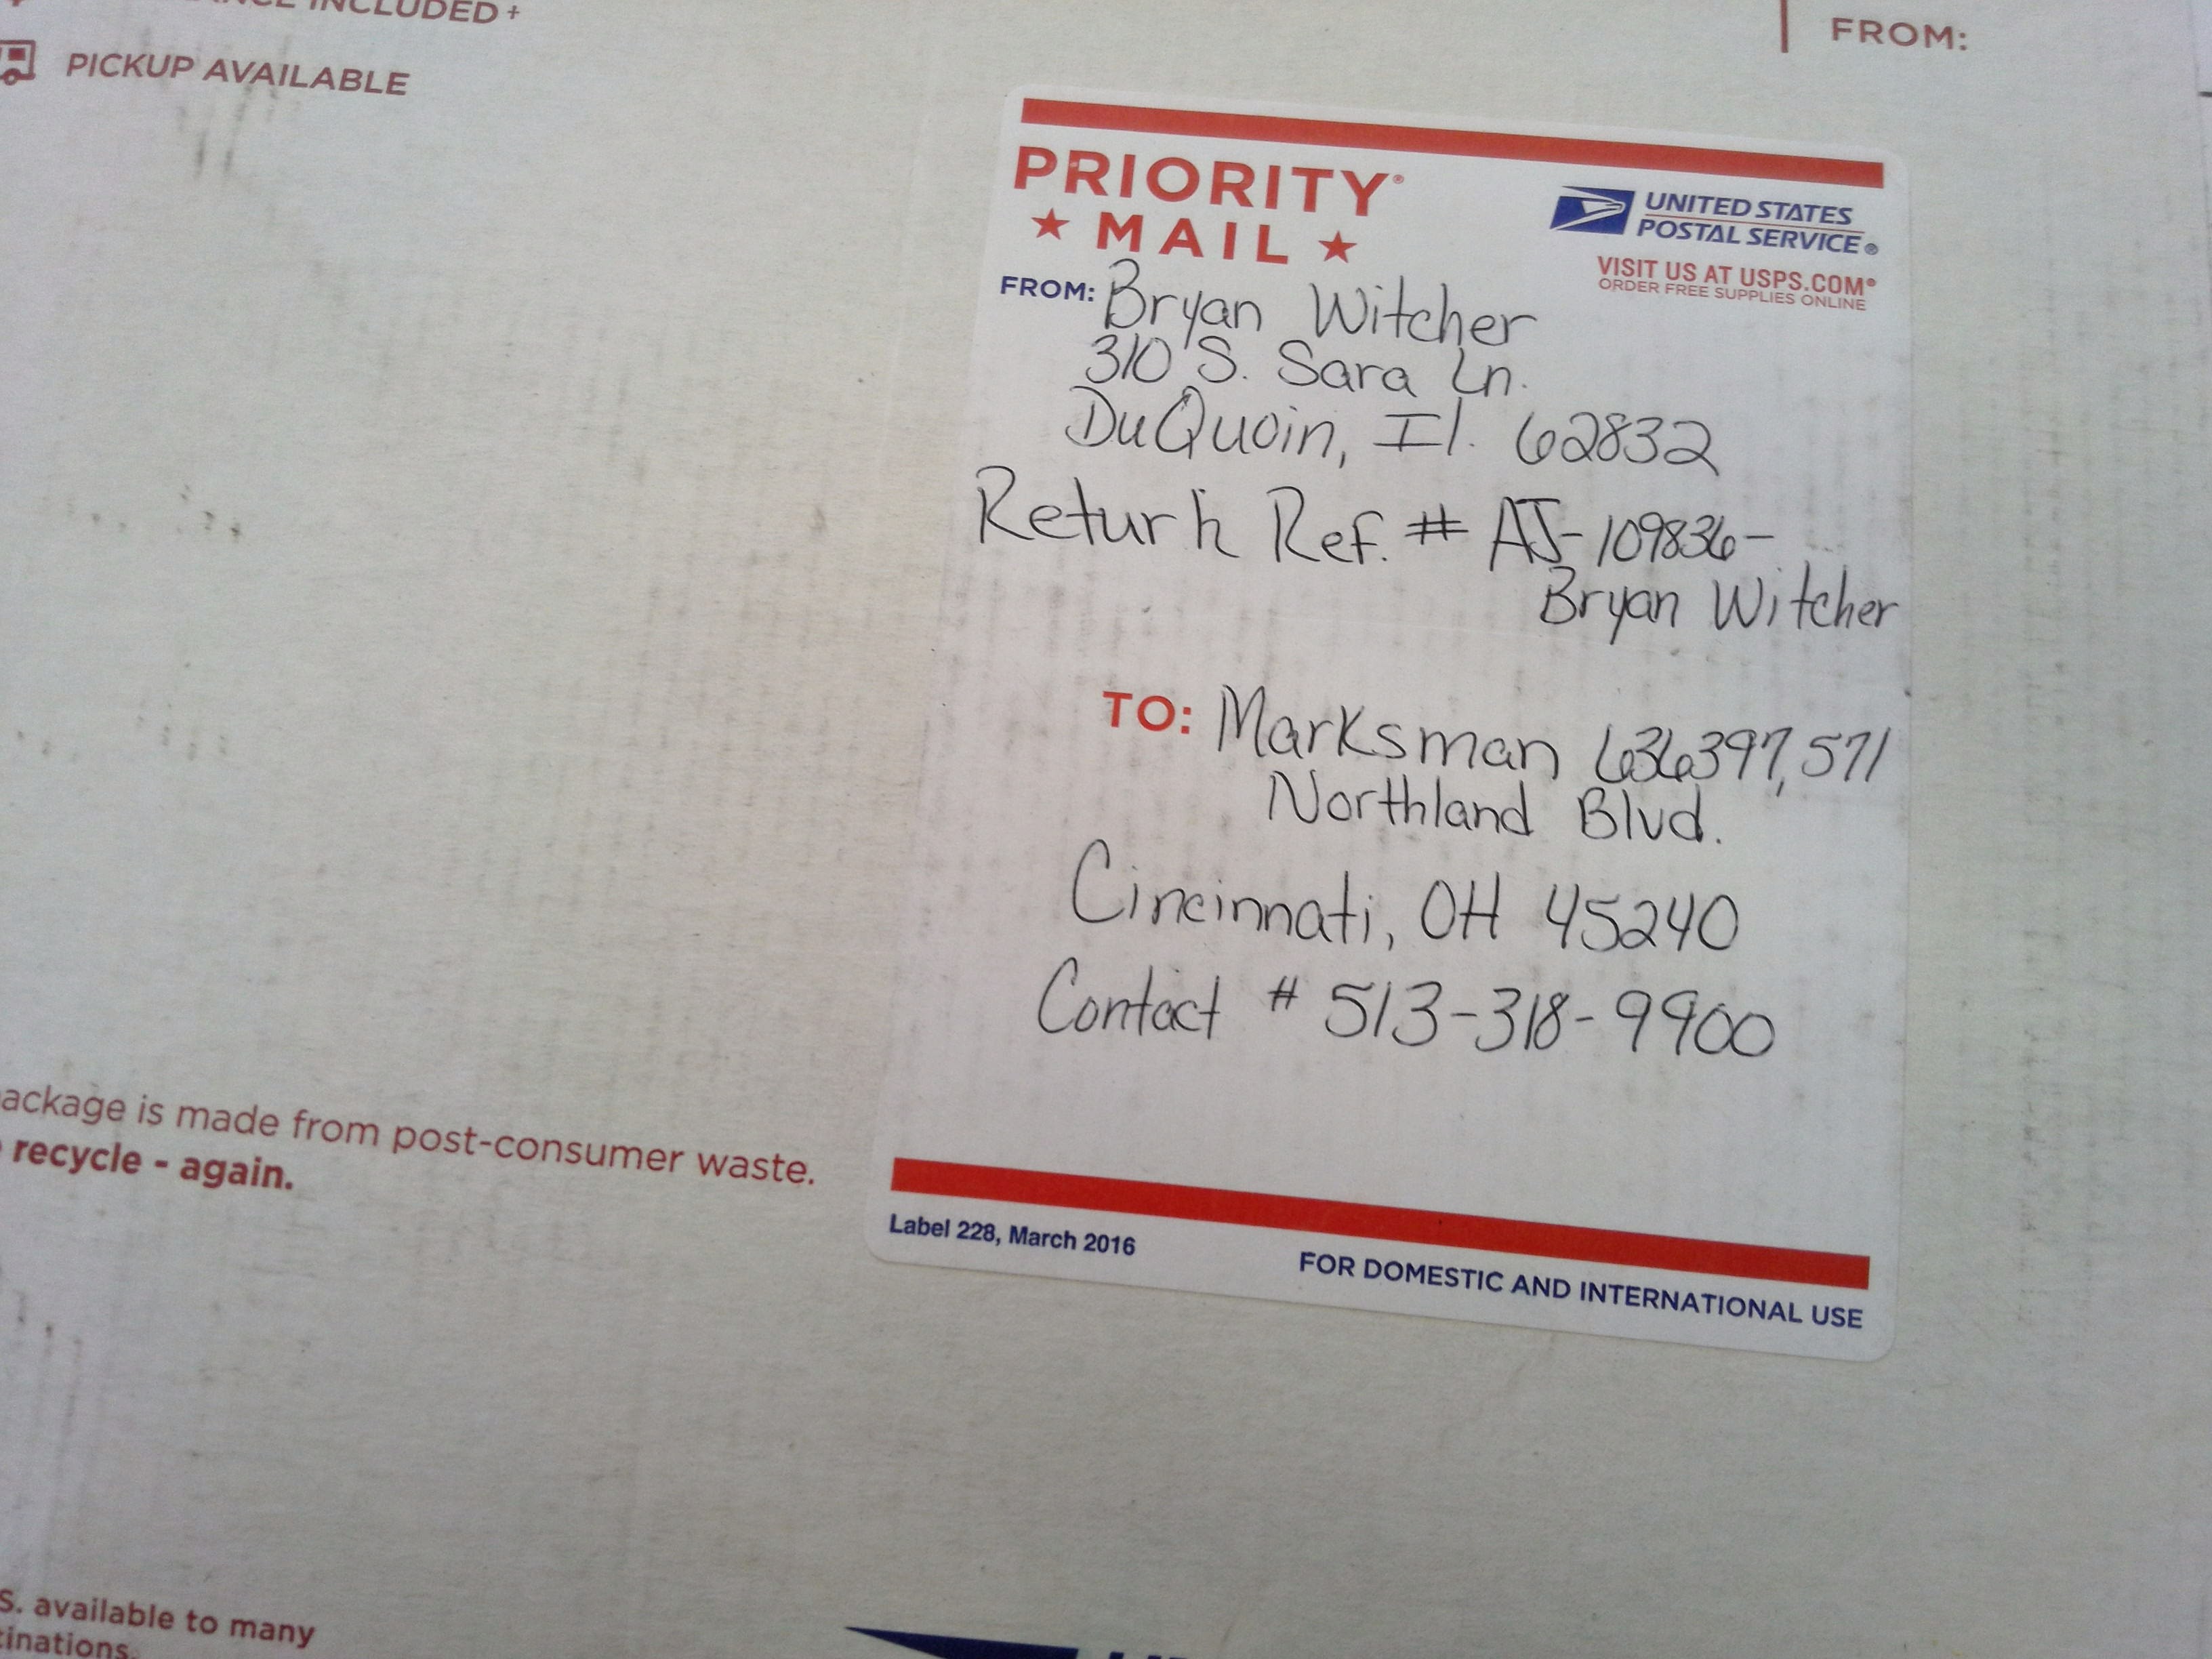 INCLUDED +
PICKUP AVAILABLE
FROM:
PRIORITY®
★ MAIL ★
UNITED STATES
POSTAL SERVICE®
VISIT US AT USPS.COM®
ORDER FREE SUPPLIES ONLINE
FROM: Bryan Witcher
310 S. Sara Ln.
DuQuoin, Il. 62832
Return Ref. # AJ-109836-
Bryan Witcher
TO: Marksman 636397, 571
Northland Blvd.
Cincinnati, OH 45240
Contact # 513-318-9900
ackage is made from post-consumer waste.
recycle - again.
Label 228, March 2016
FOR DOMESTIC AND INTERNATIONAL USE
S. available to many
tinations.